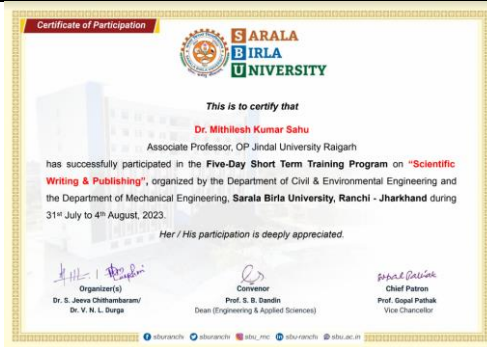 Certificate of Participation
SARALA
BIRLA
UNIVERSITY
This is to certify that
Dr. Mithilesh Kumar Sahu
Associate Professor, OP Jindal University Raigarh
has successfully participated in the Five-Day Short Term Training Program on “Scientific
Writing & Publishing”, organized by the Department of Civil & Environmental Engineering and
the Department of Mechanical Engineering, Sarala Birla University, Ranchi - Jharkhand during
31st July to 4th August, 2023.
Her / His participation is deeply appreciated.
Organizer(s)
Dr. S. Jeeva Chithambaram/
Dr. V. N. L. Durga
Convenor
Prof. S. B. Dandin
Dean (Engineering & Applied Sciences)
Chief Patron
Prof. Gopal Pathak
Vice Chancellor
sburanchi sburanchi sbu_rnc sbu-ranchi sbu.ac.in